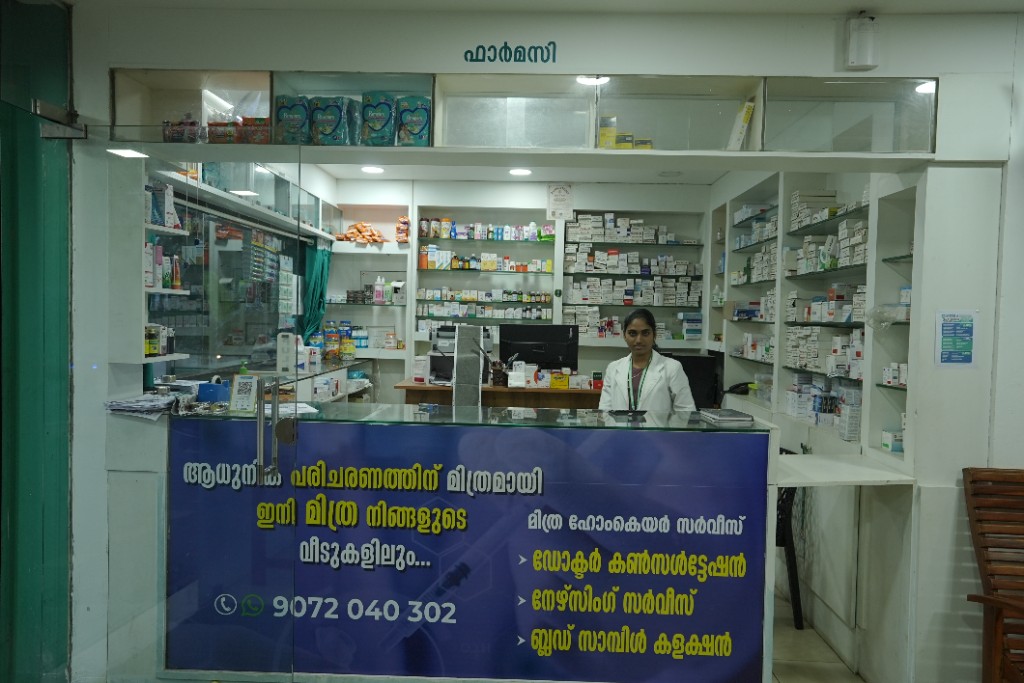 ഫാർമസി
ആധുനിക പരിചരണത്തിന് മിത്രമായി
ഇനി മിത്ര നിങ്ങളുടെ
വീടുകളിലും...
9072 040 302
മിത്ര ഹോംകെയർ സർവീസ്
ഡോക്ടർ കൺസൾട്ടേഷൻ
നേഴ്സിംഗ് സർവീസ്
ബ്ലഡ് സാമ്പിൾ കളക്ഷൻ